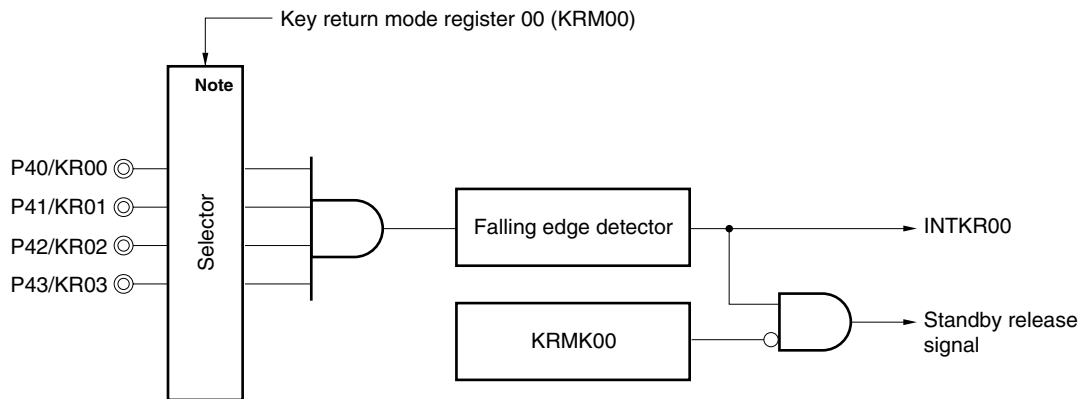 Key return mode register 00 (KRM00)
Note
P40/KR00
P41/KR01
P42/KR02
P43/KR03
Selector
Falling edge detector
INTKR00
KRMK00
Standby release
signal